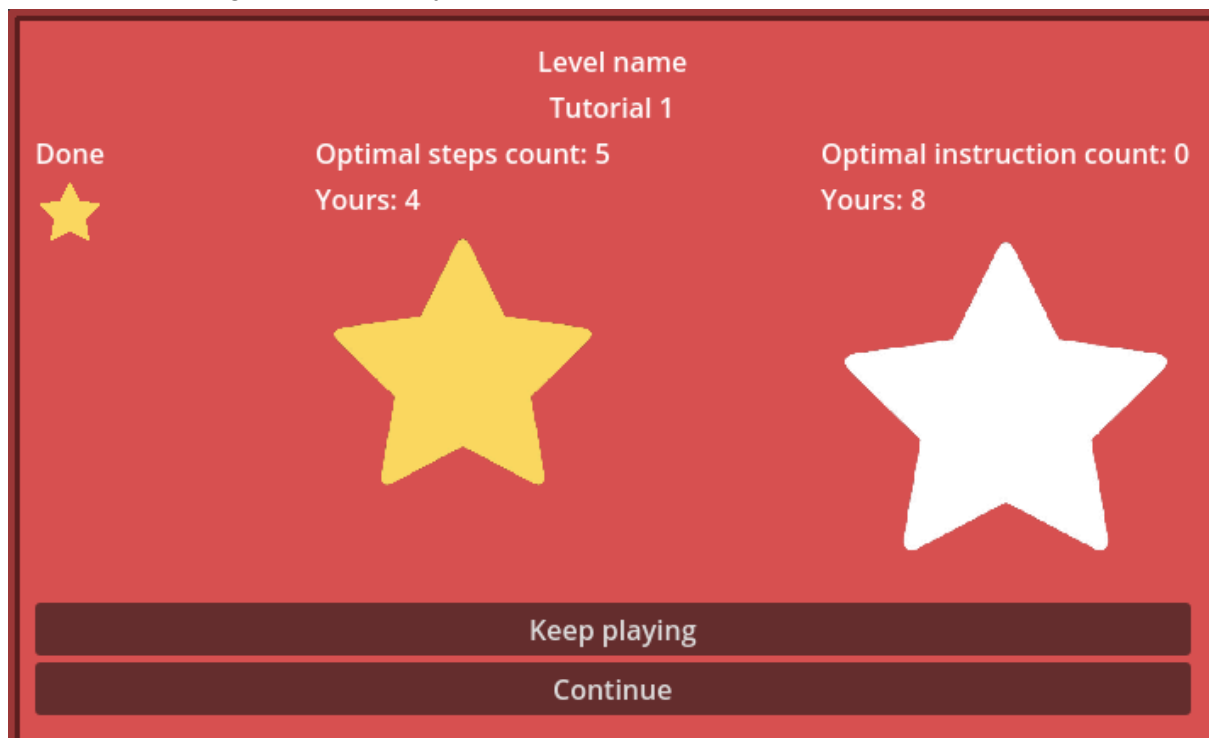 Level name
Tutorial 1
Done
Optimal steps count: 5
Yours: 4
Optimal instruction count: 0
Yours: 8
Keep playing
Continue